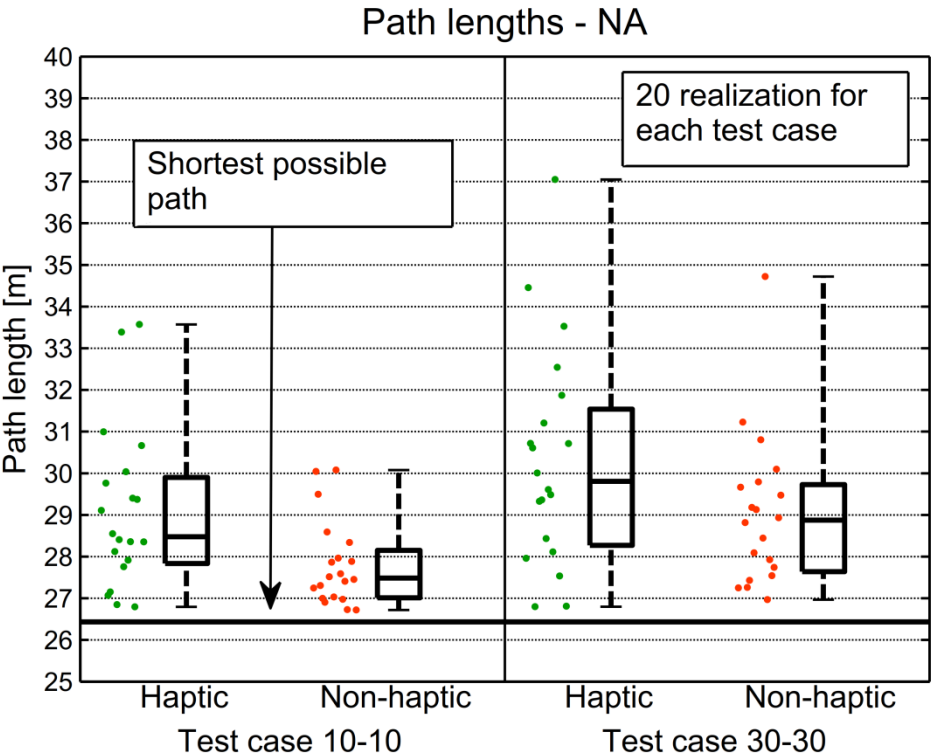 Path lengths - NA
40
39
38
37
36
35
34
33
32
31
30
29
28
27
26
25
Path length [m]
Shortest possible
path
20 realization for
each test case
Haptic
Non-haptic
Haptic
Non-haptic
Test case 10-10
Test case 30-30